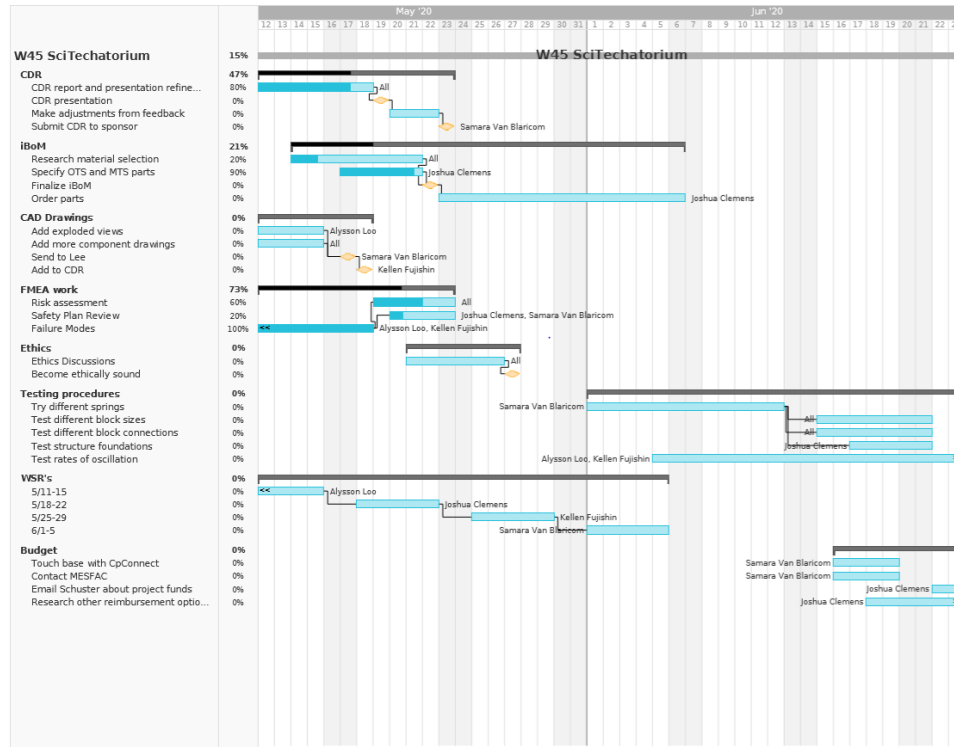 May '20 Jun '20
12 13 14 15 16 17 18 19 20 21 22 23 24 25 26 27 28 29 30 31 1 2 3 4 5 6 7 8 9 10 11 12 13 14 15 16 17 18 19 20 21 22
W45 SciTechatorium 15% W45 SciTechatorium
CDR 47%
CDR report and presentation refine... 80% All
CDR presentation 0%
Make adjustments from feedback 0%
Submit CDR to sponsor 0% Samara Van Blaricom
iBoM 21%
Research material selection 20% All
Specify OTS and MTS parts 90% Joshua Clemens
Finalize iBoM 0%
Order parts 0% Joshua Clemens
CAD Drawings 0%
Add exploded views 0% Alysson Loo
Add more component drawings 0% All
Send to Lee 0% Samara Van Blaricom
Add to CDR 0% Kellen Fujishin
FMEA work 73%
Risk assessment 60% All
Safety Plan Review 20% Joshua Clemens, Samara Van Blaricom
Failure Modes 100% << Alysson Loo, Kellen Fujishin
Ethics 0%
Ethics Discussions 0% All
Become ethically sound 0%
Testing procedures 0%
Try different springs 0% Samara Van Blaricom
Test different block sizes 0% All
Test different block connections 0% All
Test structure foundations 0% Joshua Clemens
Test rates of oscillation 0% Alysson Loo, Kellen Fujishin
WSR's 0%
5/11-15 0% << Alysson Loo
5/18-22 0% Joshua Clemens
5/25-29 0% Kellen Fujishin
6/1-5 0% Samara Van Blaricom
Budget 0%
Touch base with CpConnect 0% Samara Van Blaricom
Contact MESFAC 0% Samara Van Blaricom
Email Schuster about project funds 0% Joshua Clemens
Research other reimbursement optio... 0% Joshua Clemens